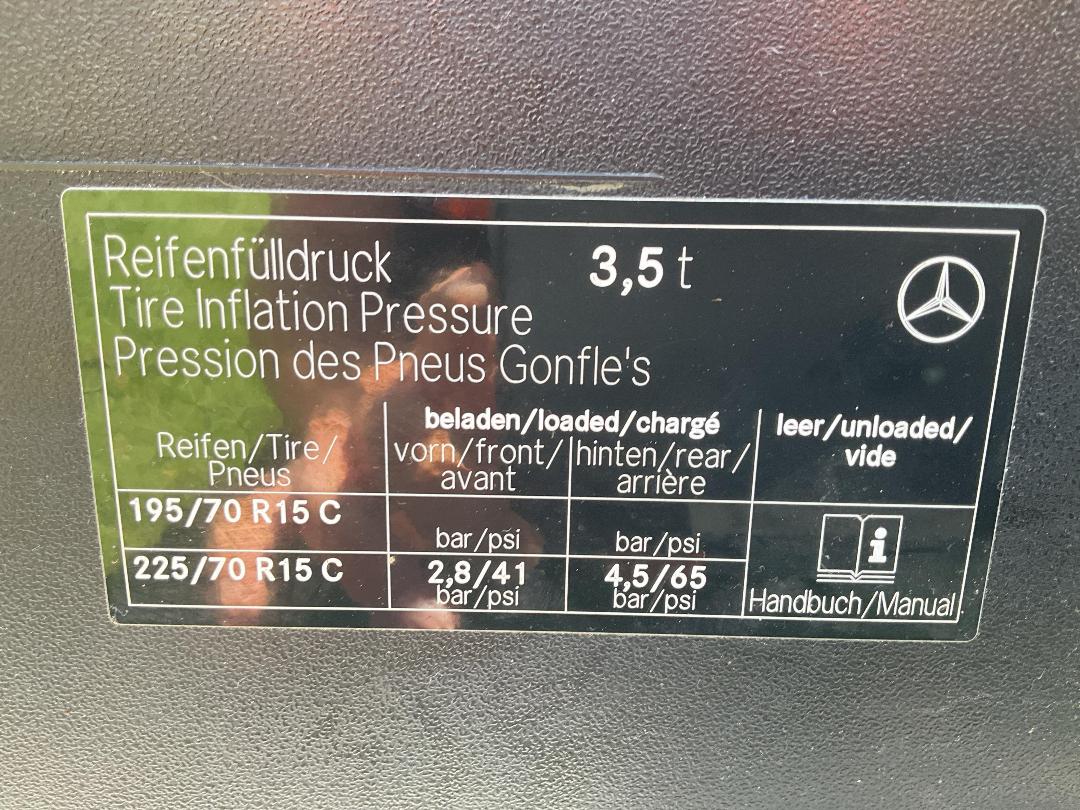 Reifenfülldruck 3,5 t
Tire Inflation Pressure
Pression des Pneus Gonfle's
Reifen/Tire/
Pneus
beladen/loaded/chargé
vorn/front/
avant
hinten/rear/
arrière
leer/unloaded/
vide
195/70 R15 C
bar/psi
bar/psi
225/70 R15 C
2,8/41
bar/psi
4,5/65
bar/psi
i
Handbuch/Manual